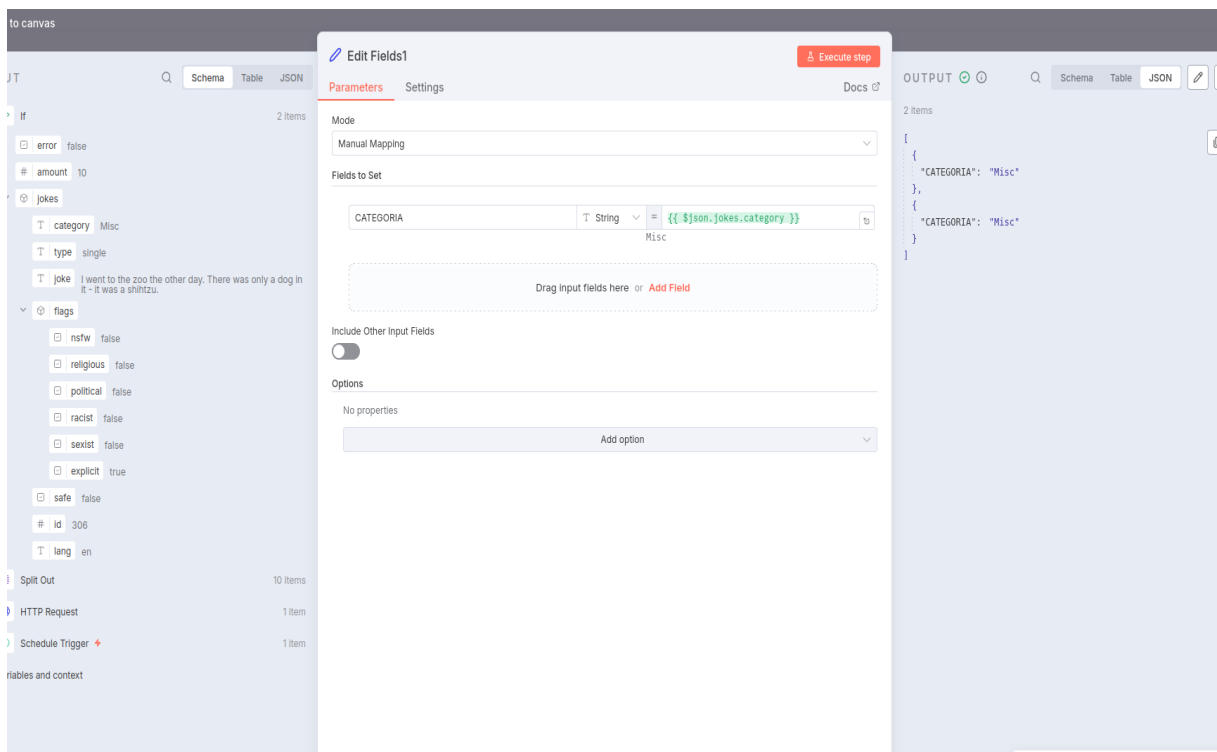 to canvas
Edit Fields1
Execute step
Schema
Table
JSON
Parameters
Settings
Docs
OUTPUT
Schema
Table
JSON
If
2 items
2 items
Mode
Manual Mapping
error false
amount 10
Fields to Set
jokes
CATEGORIA
T String
=
{{ $json.jokes.category }}
Misc
T category Misc
T type single
T joke I went to the zoo the other day. There was only a dog in
it - it was a shihtzu.
Drag input fields here or Add Field
flags
nsfw false
religious false
political false
racist false
sexist false
explicit true
safe false
# id 306
T lang en
Include Other Input Fields
Options
No properties
Add option
Split Out
10 items
HTTP Request
1 item
Schedule Trigger
1 item
riables and context
[
{
"CATEGORIA": "Misc"
},
{
"CATEGORIA": "Misc"
}
]